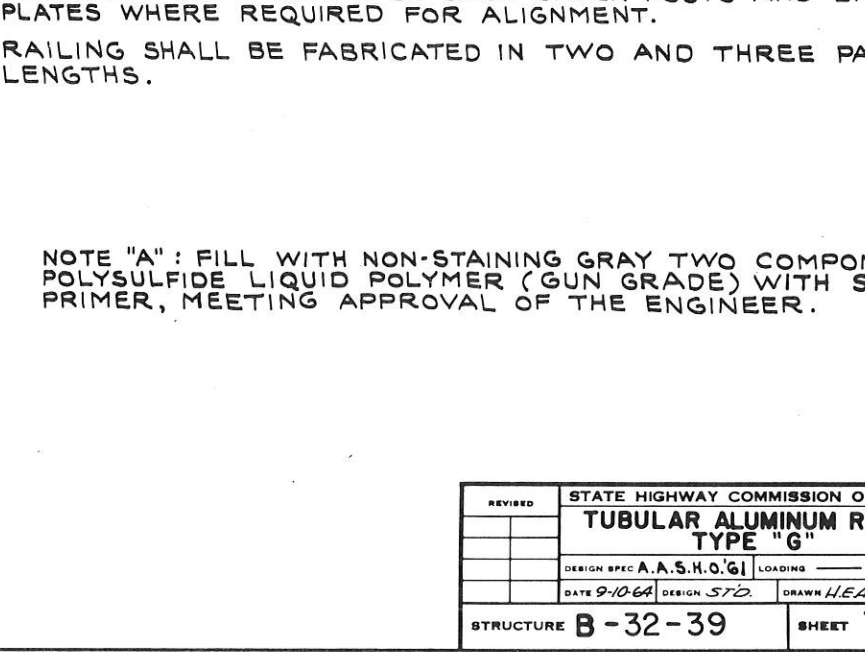 PLATES WHERE REQUIRED FOR ALIGNMENT.
RAILING SHALL BE FABRICATED IN TWO AND THREE PA
LENGTHS.
NOTE "A": FILL WITH NON-STAINING GRAY TWO COMPON
POLYSULFIDE LIQUID POLYMER (GUN GRADE) WITH S
PRIMER, MEETING APPROVAL OF THE ENGINEER.
REVISED
STATE HIGHWAY COMMISSION O
TUBULAR ALUMINUM R
TYPE "G"
DESIGN SPEC A.A.S.H.O.'61 LOADING —
DATE 9-10-64 DESIGN STD. DRAWN H.E.A
STRUCTURE B-32-39 SHEET